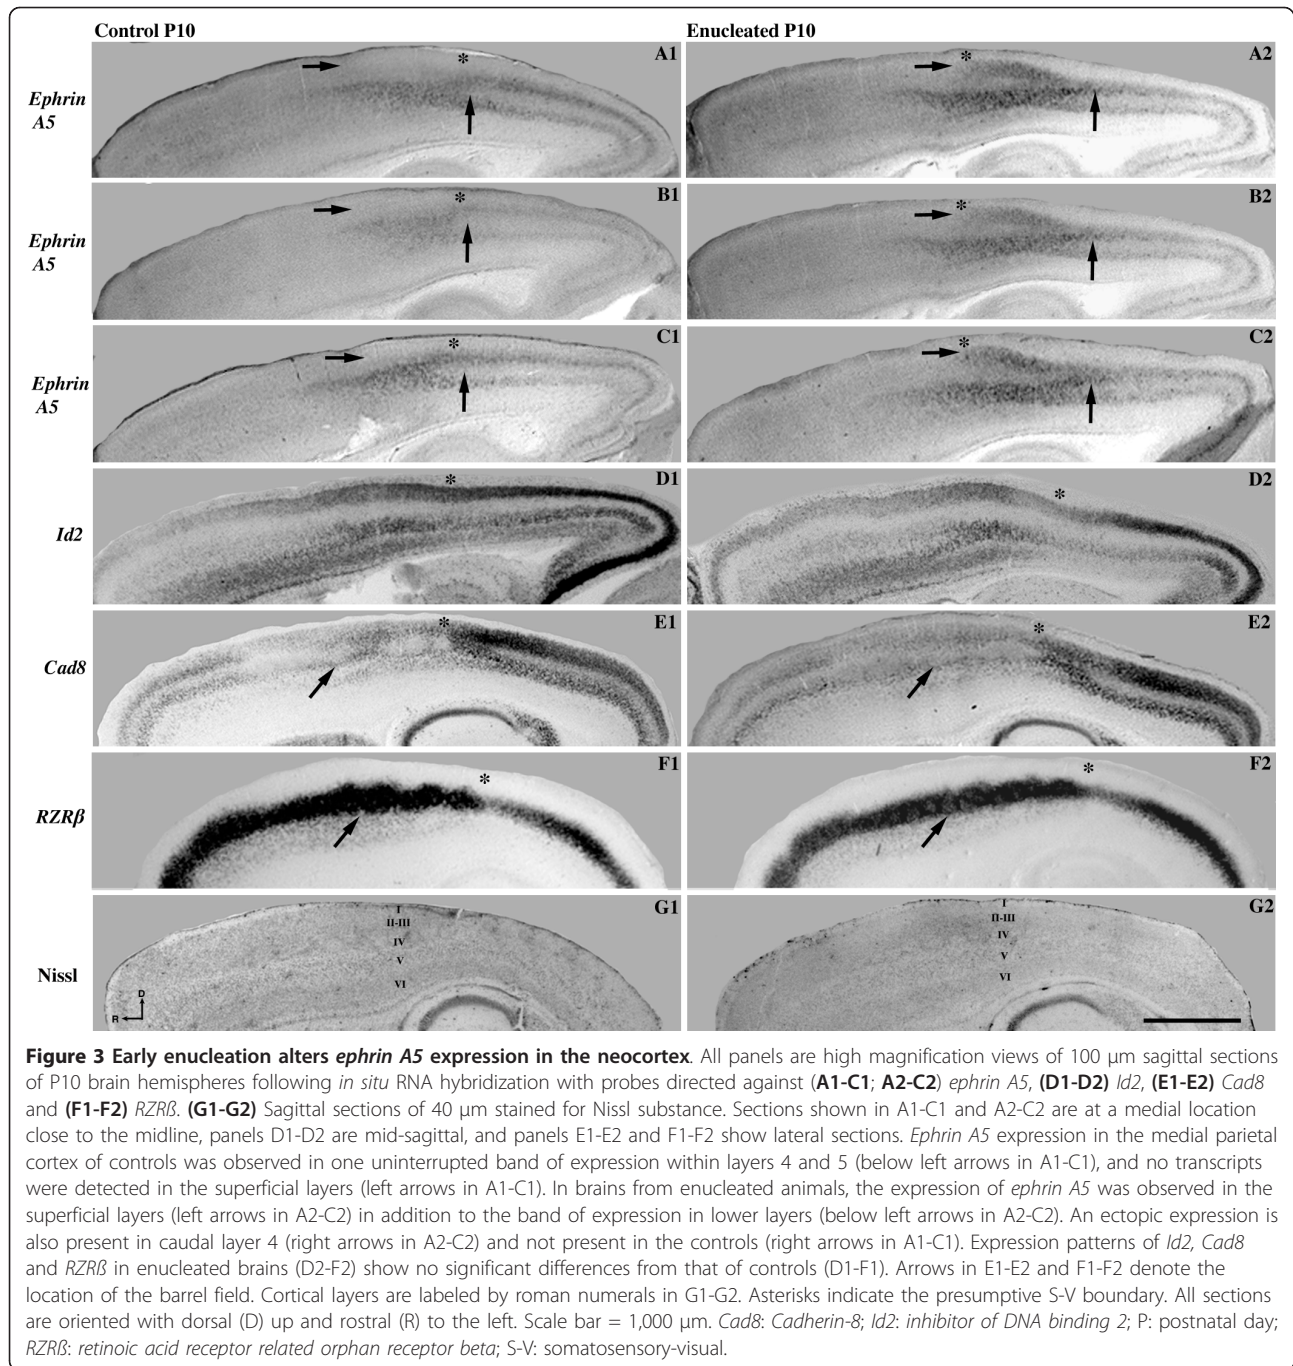 Control P10
Enucleated P10
A1
A2
Ephrin
A5
*
*
B1
B2
Ephrin
A5
*
*
C1
C2
Ephrin
A5
*
*
D1
D2
Id2
*
*
E1
E2
Cad8
*
*
F1
F2
RZRß
*
*
G1
G2
Nissl
I
II-III
IV
V
VI
D
R
I
II-III
IV
V
VI
Figure 3 Early enucleation alters ephrin A5 expression in the neocortex. All panels are high magnification views of 100 μm sagittal sections
of P10 brain hemispheres following in situ RNA hybridization with probes directed against (A1-C1; A2-C2) ephrin A5, (D1-D2) Id2, (E1-E2) Cad8
and (F1-F2) RZRß. (G1-G2) Sagittal sections of 40 μm stained for Nissl substance. Sections shown in A1-C1 and A2-C2 are at a medial location
close to the midline, panels D1-D2 are mid-sagittal, and panels E1-E2 and F1-F2 show lateral sections. Ephrin A5 expression in the medial parietal
cortex of controls was observed in one uninterrupted band of expression within layers 4 and 5 (below left arrows in A1-C1), and no transcripts
were detected in the superficial layers (left arrows in A1-C1). In brains from enucleated animals, the expression of ephrin A5 was observed in the
superficial layers (left arrows in A2-C2) in addition to the band of expression in lower layers (below left arrows in A2-C2). An ectopic expression is
also present in caudal layer 4 (right arrows in A2-C2) and not present in the controls (right arrows in A1-C1). Expression patterns of Id2, Cad8
and RZRß in enucleated brains (D2-F2) show no significant differences from that of controls (D1-F1). Arrows in E1-E2 and F1-F2 denote the
location of the barrel field. Cortical layers are labeled by roman numerals in G1-G2. Asterisks indicate the presumptive S-V boundary. All sections
are oriented with dorsal (D) up and rostral (R) to the left. Scale bar = 1,000 μm. Cad8: Cadherin-8; Id2: inhibitor of DNA binding 2; P: postnatal day;
RZRß: retinoic acid receptor related orphan receptor beta; S-V: somatosensory-visual.